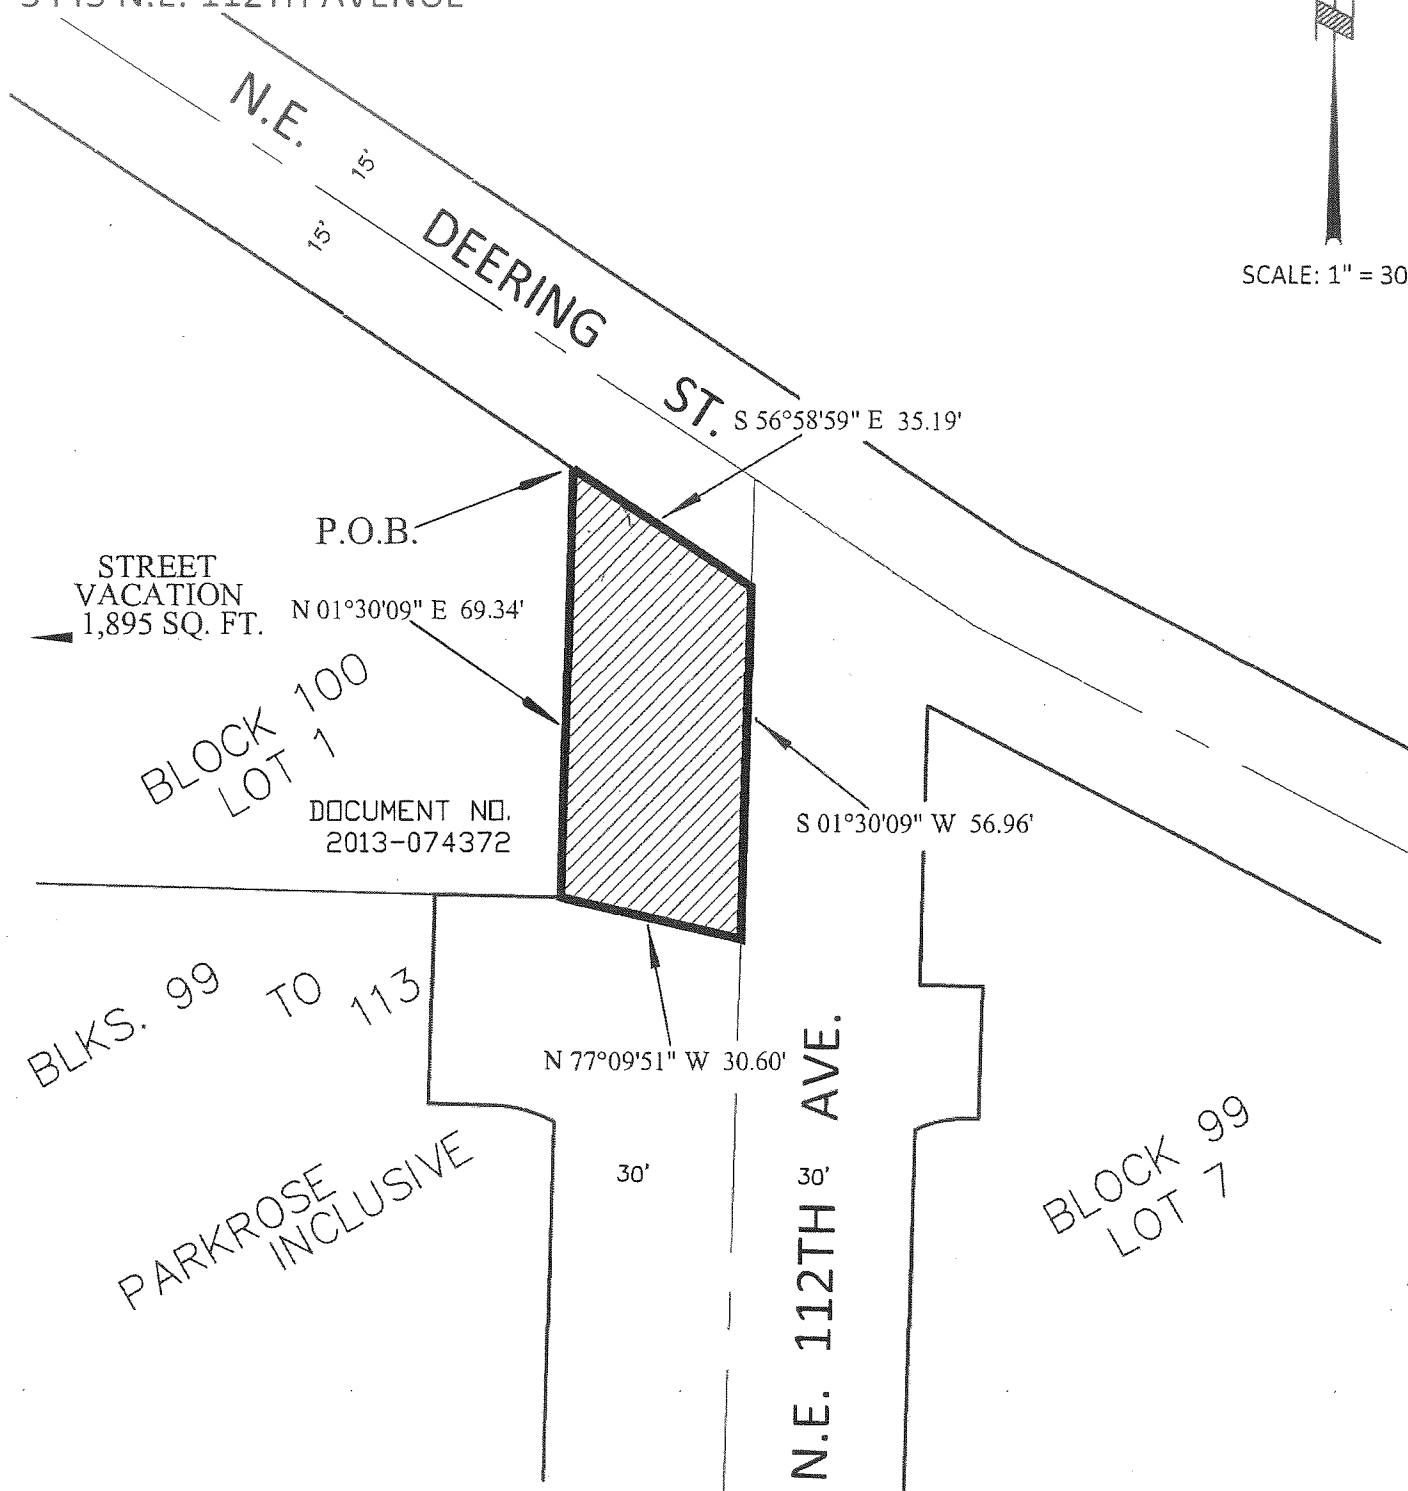 N.E. 112TH AVENUE
N.E. DEERING ST.
15'
15'
SCALE: 1" = 30
S 56°58'59" E 35.19'
P.O.B.
STREET
VACATION
1,895 SQ. FT.
N 01°30'09" E 69.34'
BLOCK 100
LOT 1
DOCUMENT NO.
2013-074372
S 01°30'09" W 56.96'
BLKS. 99 TO 113
N 77°09'51" W 30.60'
PARKROSE
INCLUSIVE
30'
30'
N.E. 112TH AVE.
BLOCK 99
LOT 7